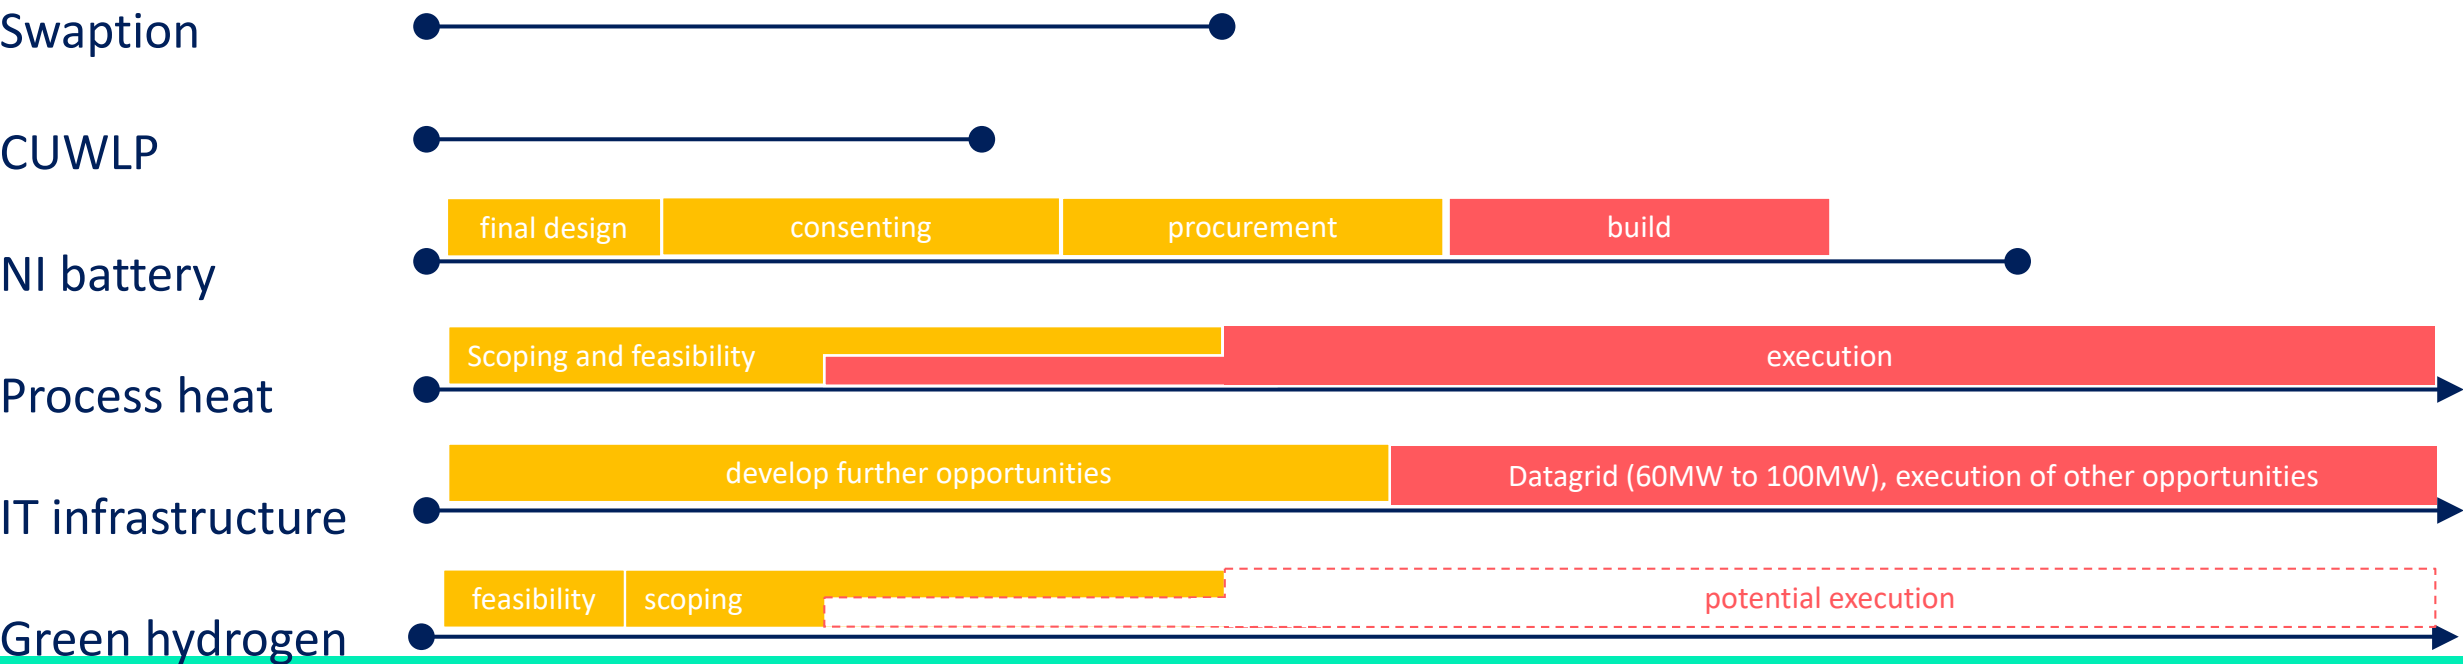 Swaption
CUWLP
final design consenting procurement build
NI battery
Scoping and feasibility execution
Process heat
develop further opportunities Datagrid (60MW to 100MW), execution of other opportunities
IT infrastructure
feasibility scoping potential execution
Green hydrogen